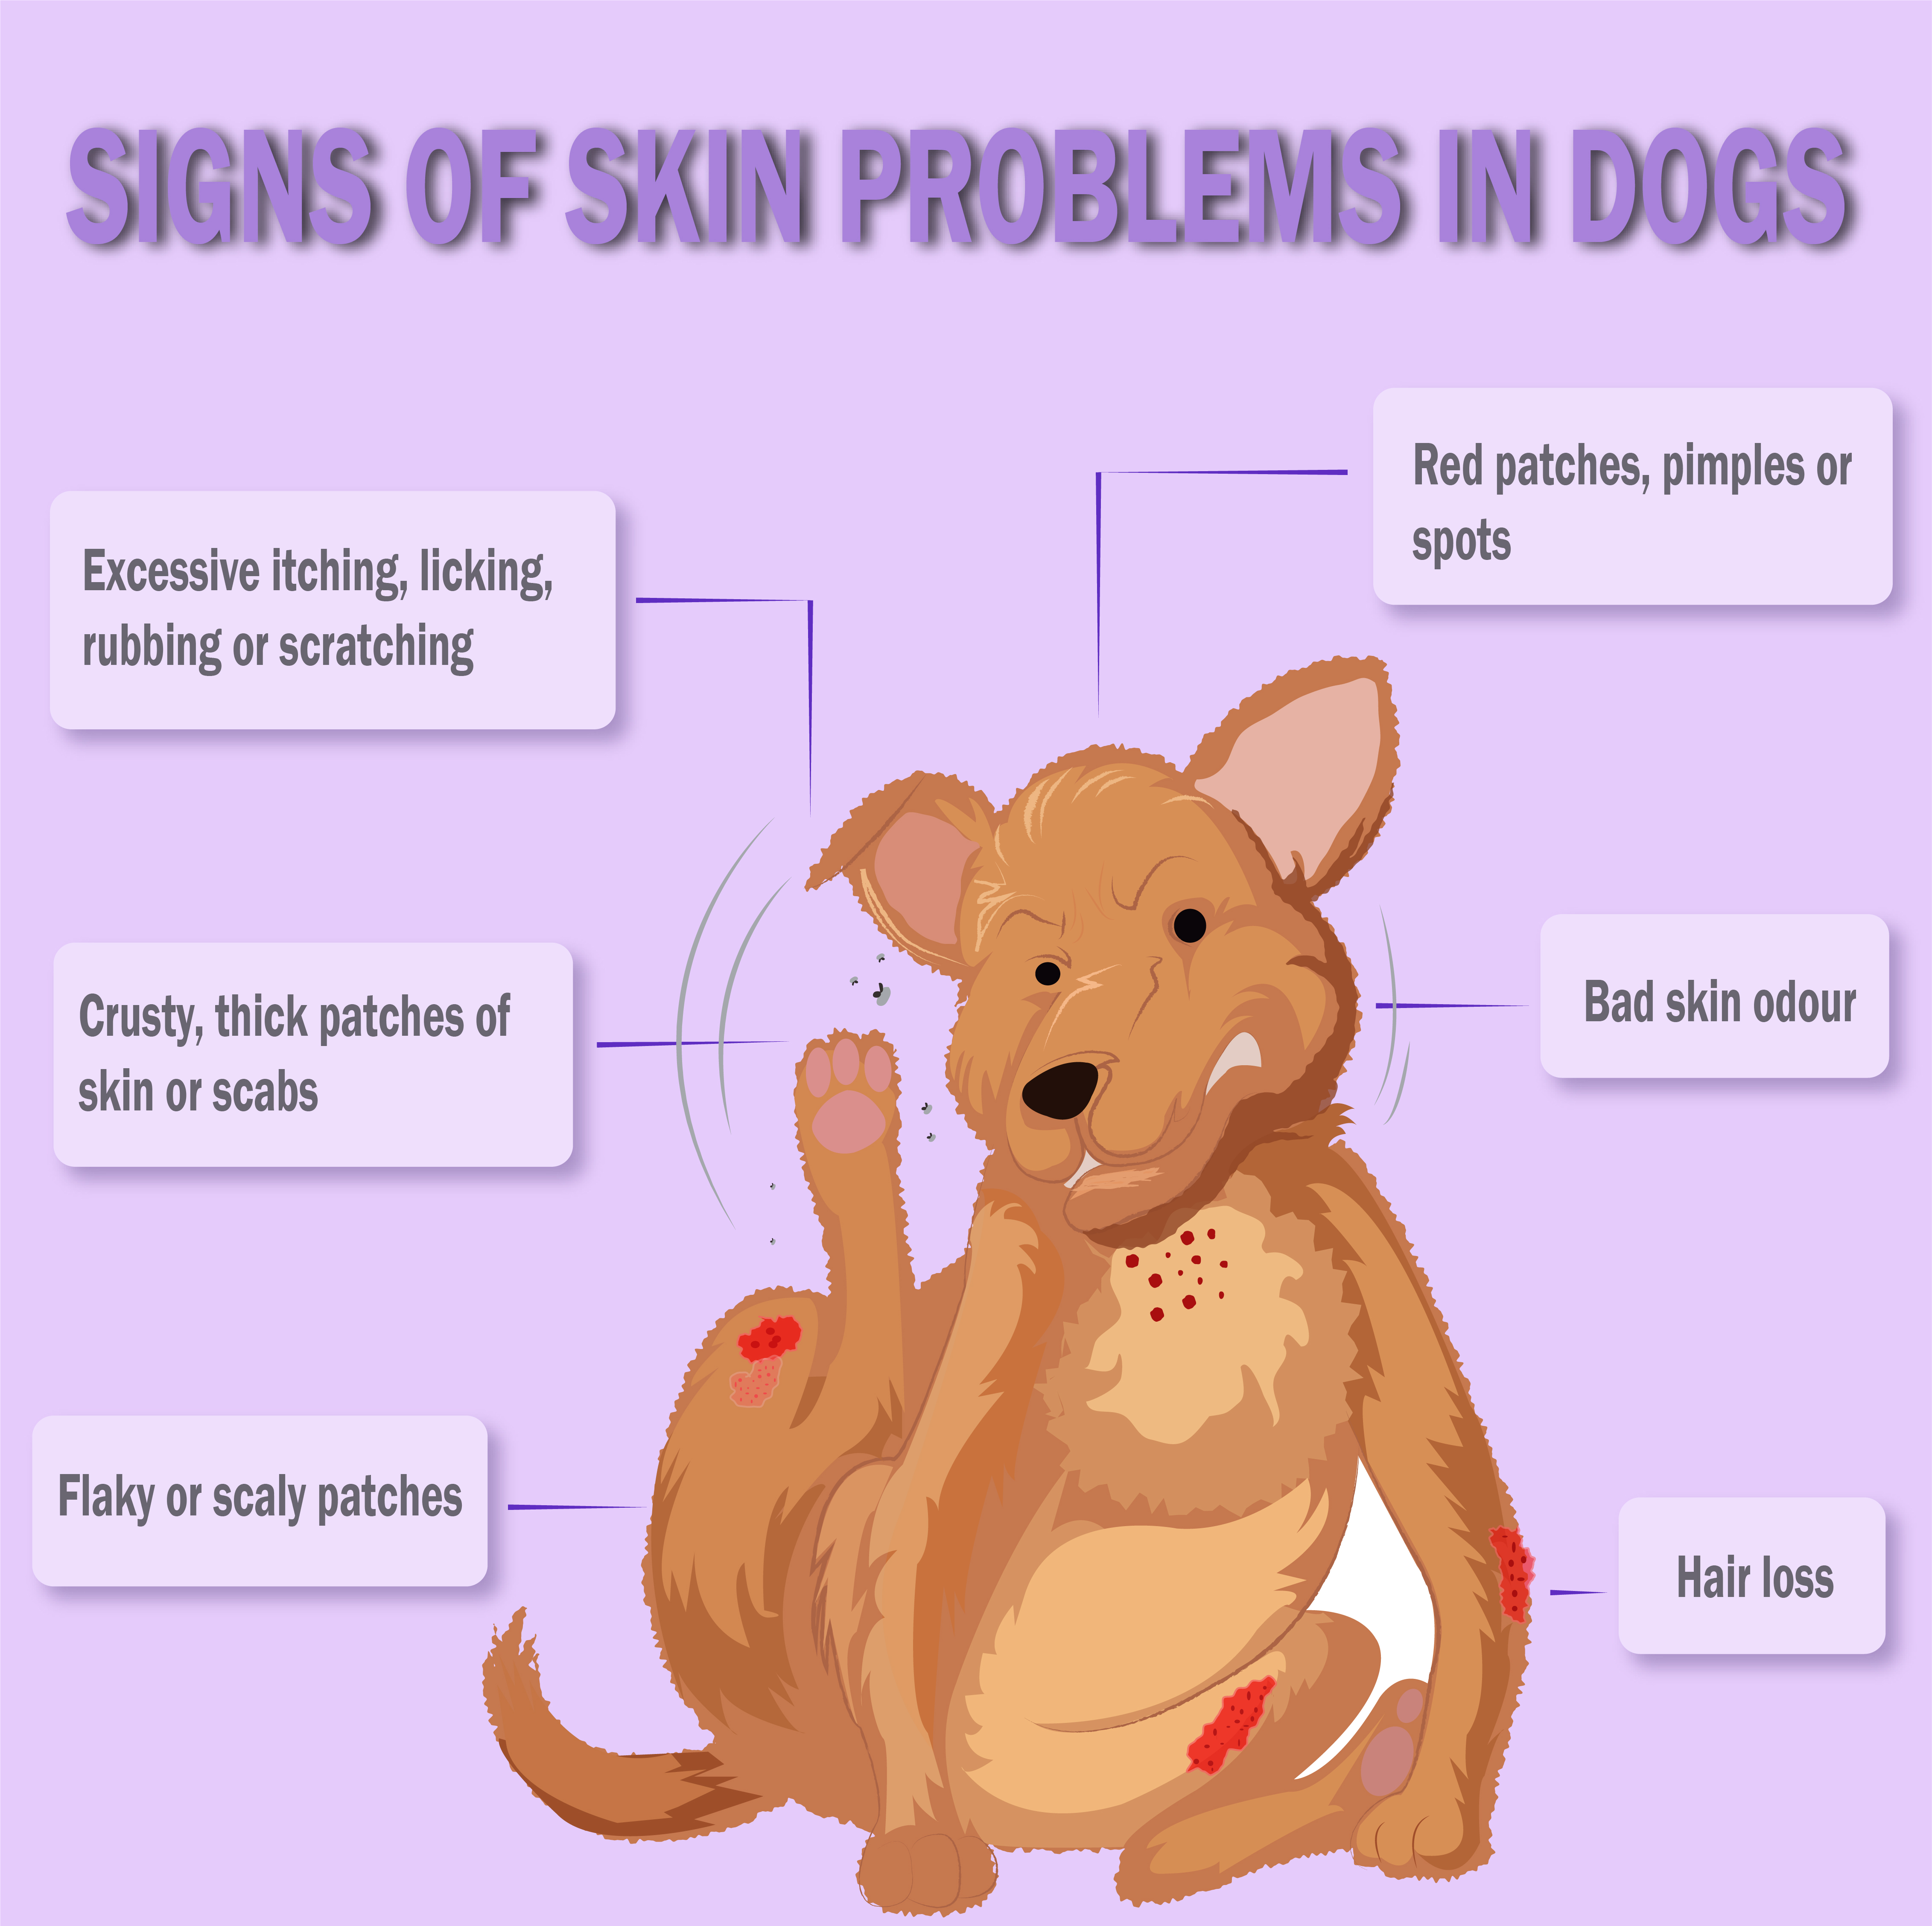 SIGNS OF SKIN PROBLEMS IN DOGS
Red patches, pimples or
spots
Excessive itching, licking,
rubbing or scratching
Bad skin odour
Crusty, thick patches of
skin or scabs
Flaky or scaly patches
Hair loss